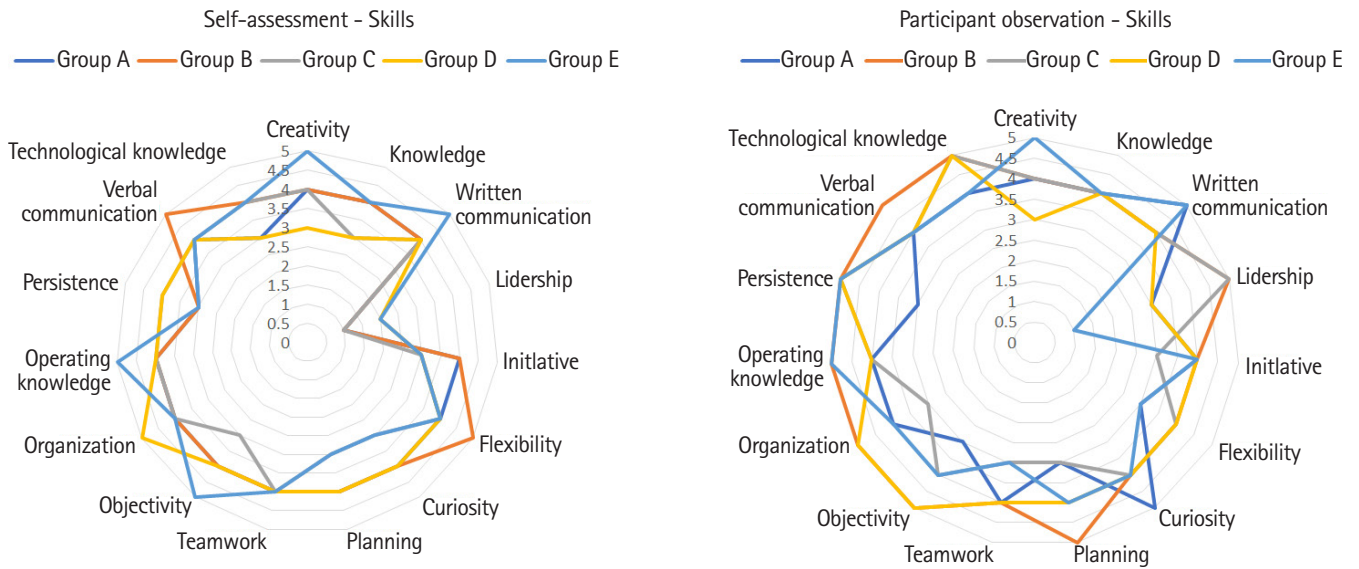 Self-assessment - Skills
Group A Group B Group C Group D Group E
Creativity
Knowledge
Written
communication
Lidership
Initlative
Flexibility
Curiosity
Planning
Teamwork
Objectivity
Organization
Operating
knowledge
Persistence
Verbal
communication
Technological knowledge
5
4.5
4
3.5
3
2.5
2
1.5
1
0.5
0
Participant observation - Skills
Group A Group B Group C Group D Group E
Creativity
Knowledge
Written
communication
Lidership
Initlative
Flexibility
Curiosity
Planning
Teamwork
Objectivity
Organization
Operating
knowledge
Persistence
Verbal
communication
Technological knowledge
5
4.5
4
3.5
3
2.5
2
1.5
1
0.5
0